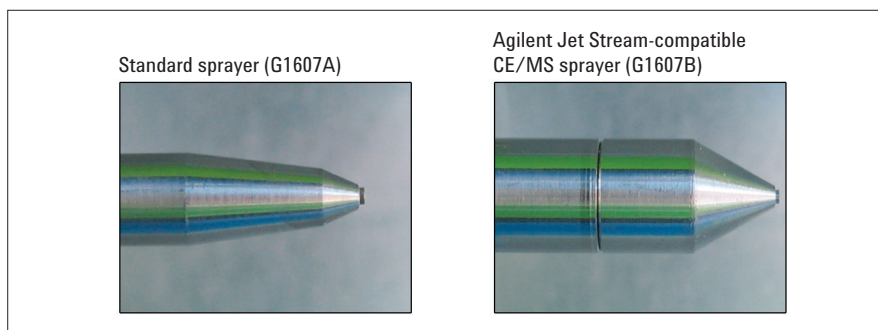 Standard sprayer (G1607A)
Agilent Jet Stream-compatible
CE/MS sprayer (G1607B)